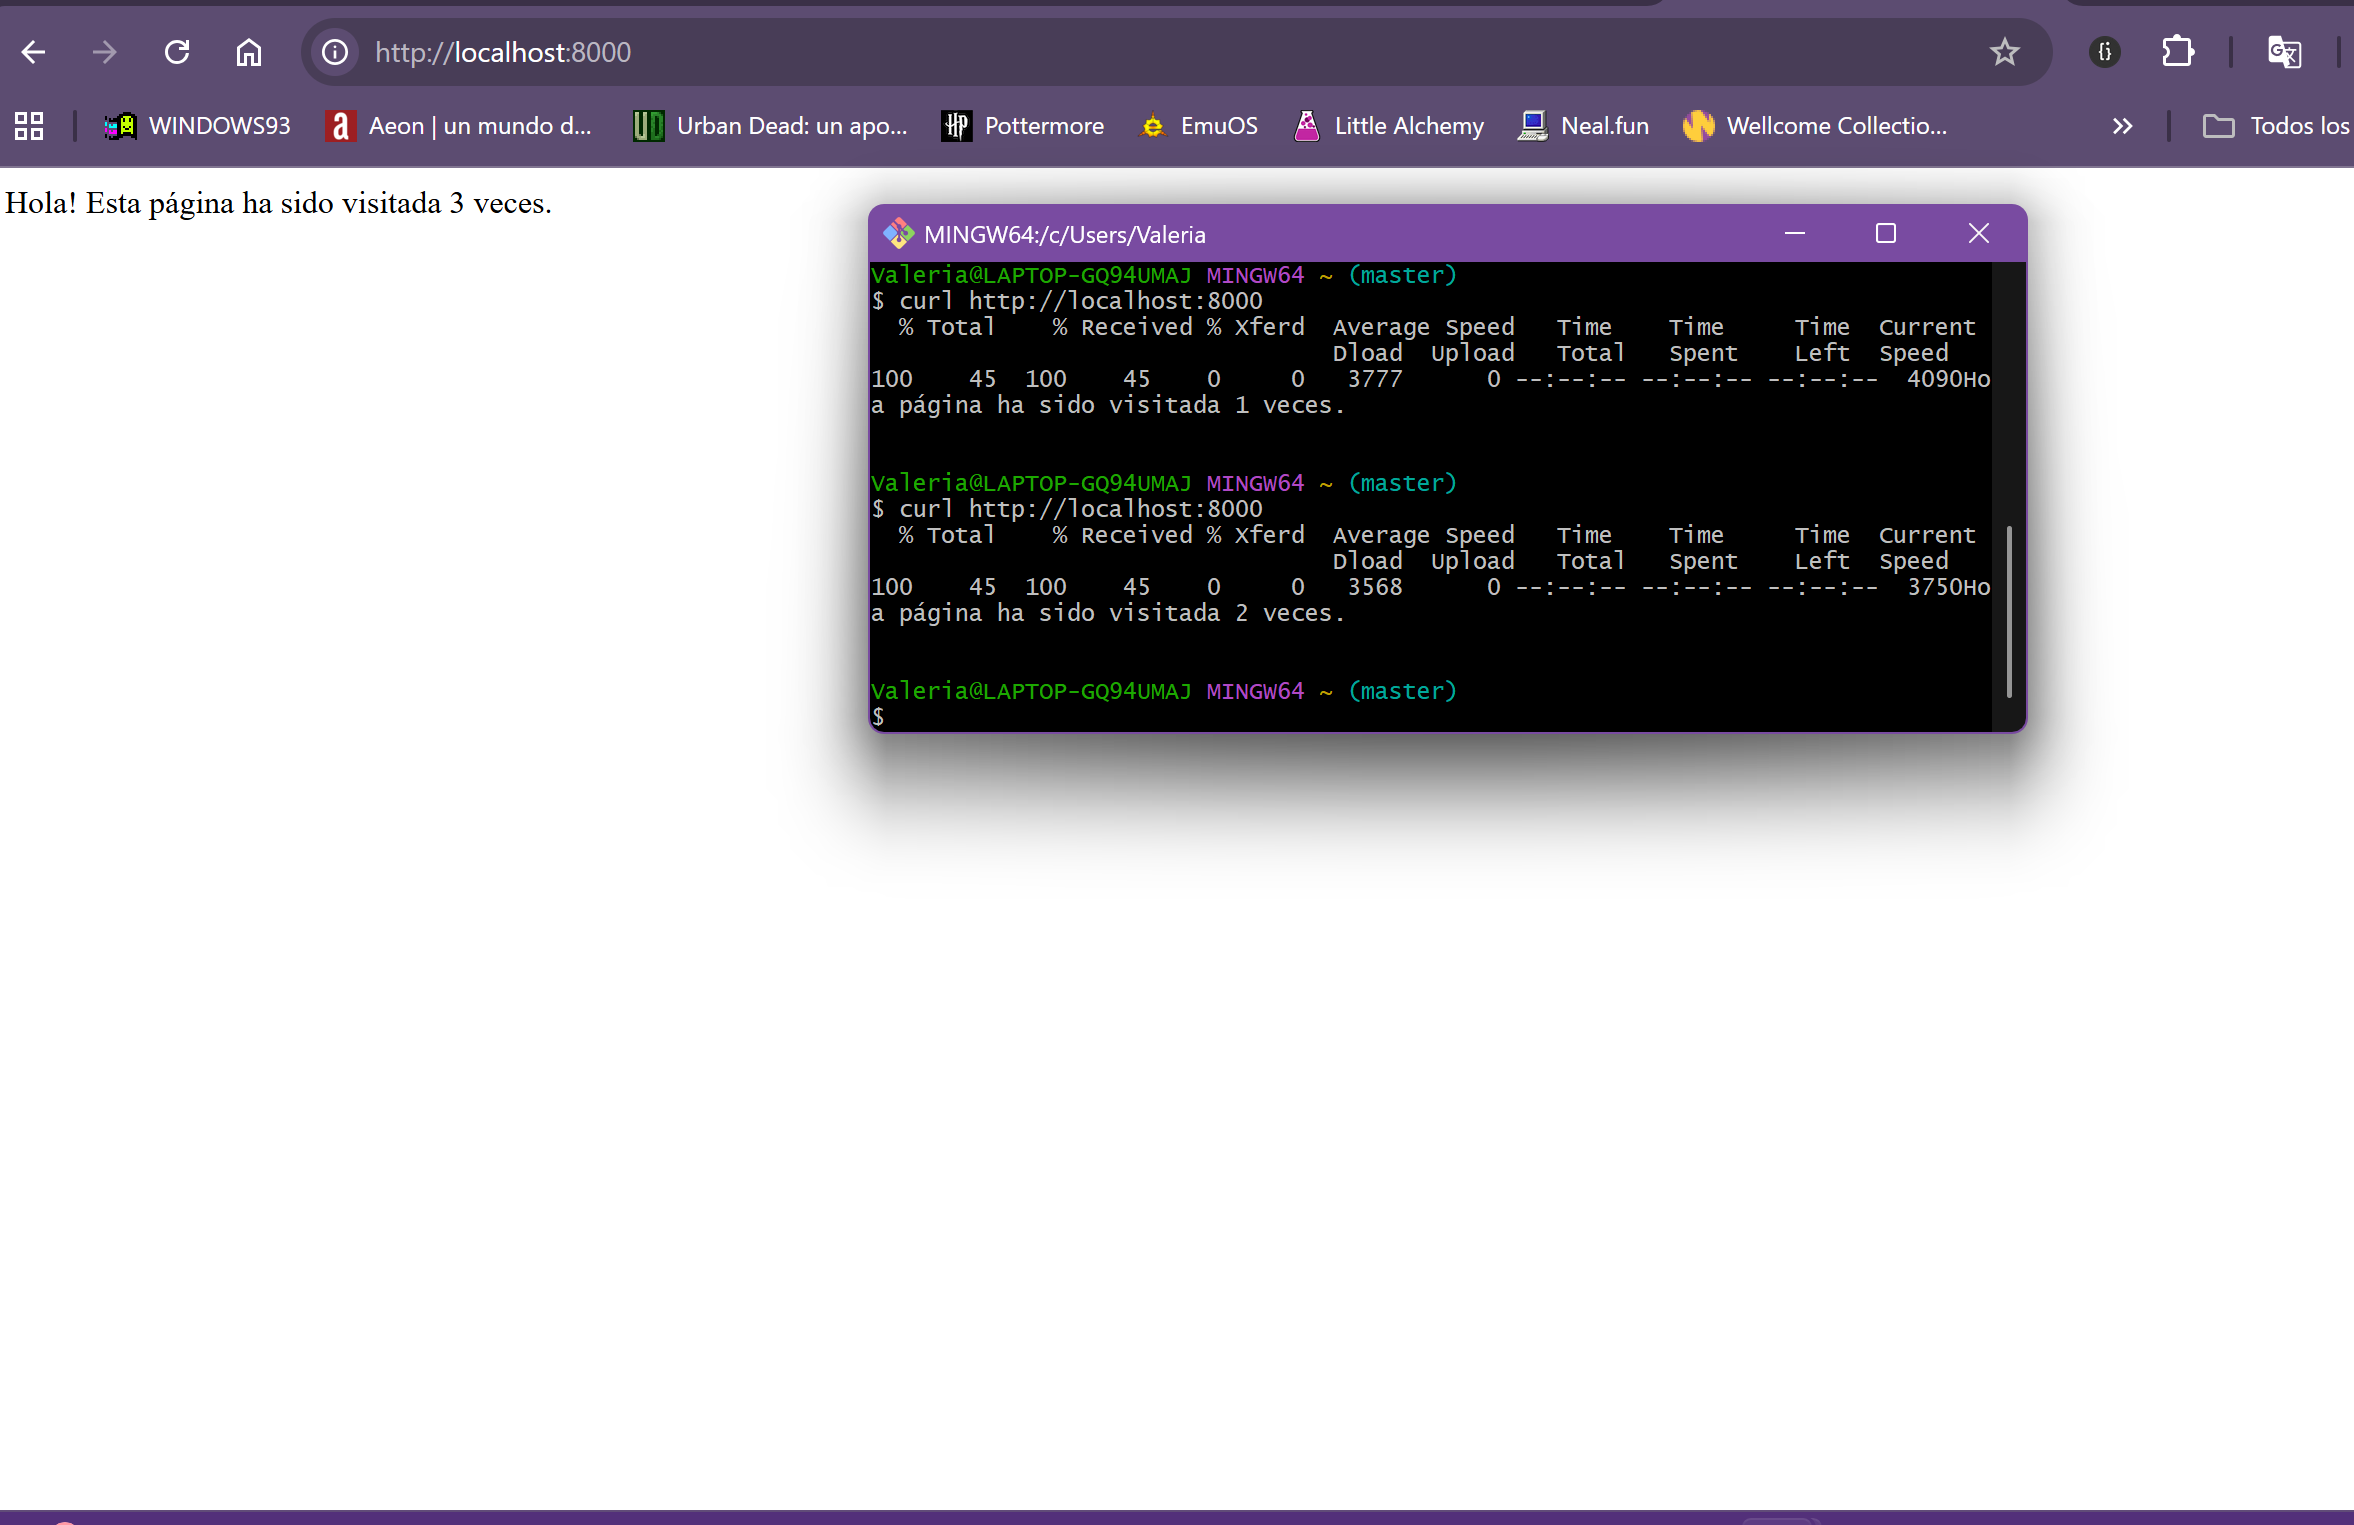 http://localhost:8000
WINDOWS93 Aeon | un mundo d... Urban Dead: un apo... Pottermore EmuOS Little Alchemy Neal.fun Wellcome Collectio... Todos los
Hola! Esta página ha sido visitada 3 veces.
MINGW64:/c/Users/Valeria
Valeria@LAPTOP-GQ94UMAJ MINGW64 ~ (master)
$ curl http://localhost:8000
  % Total    % Received % Xferd  Average Speed   Time    Time     Time  Current
                                 Dload  Upload   Total   Spent    Left  Speed
100    45  100    45    0     0   3777      0 --:--:-- --:--:-- --:--:--  4090Ho
a página ha sido visitada 1 veces.
Valeria@LAPTOP-GQ94UMAJ MINGW64 ~ (master)
$ curl http://localhost:8000
  % Total    % Received % Xferd  Average Speed   Time    Time     Time  Current
                                 Dload  Upload   Total   Spent    Left  Speed
100    45  100    45    0     0   3568      0 --:--:-- --:--:-- --:--:--  3750Ho
a página ha sido visitada 2 veces.
Valeria@LAPTOP-GQ94UMAJ MINGW64 ~ (master)
$